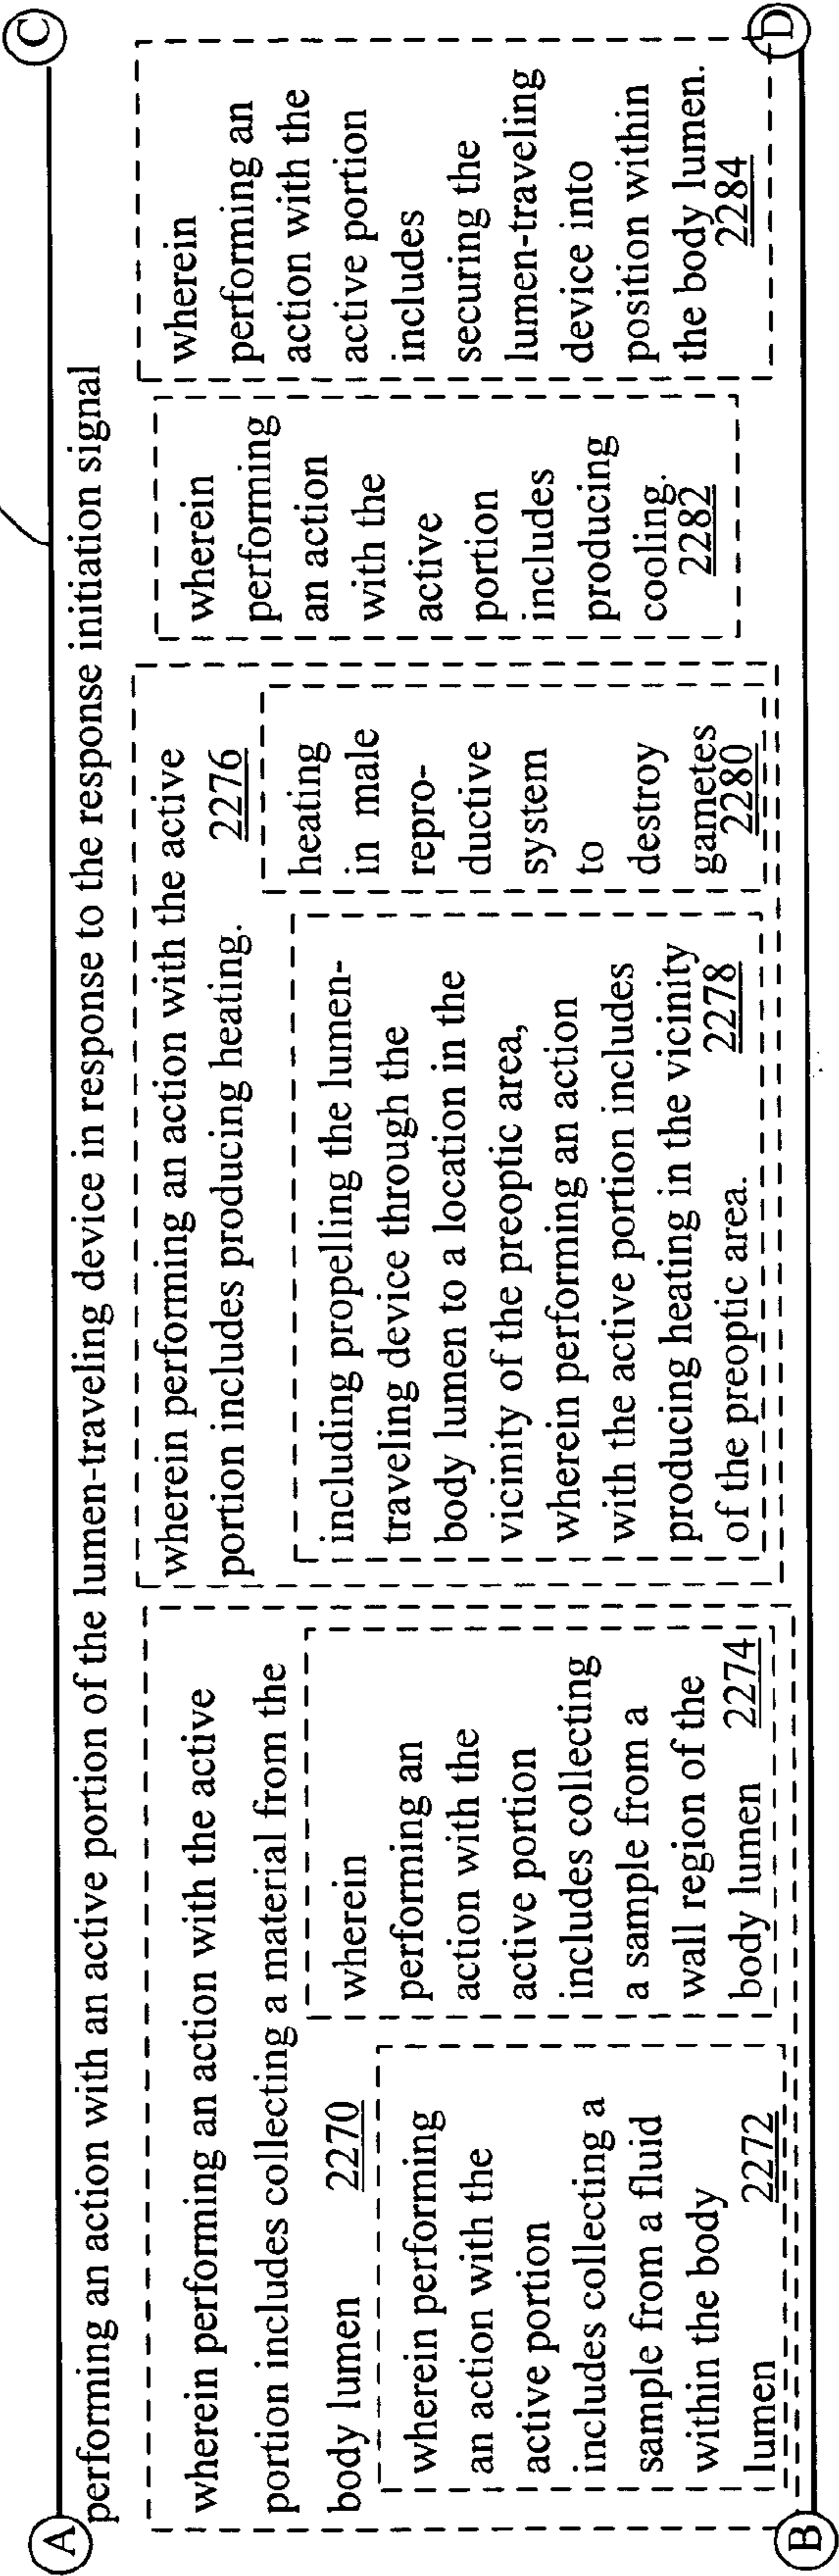 A
C
performing an action with an active portion of the lumen-traveling device in response to the response initiation signal
wherein performing an action with the active
portion includes collecting a material from the
body lumen 2270
wherein performing
an action with the
active portion
includes collecting a
sample from a fluid
within the body
lumen 2272
wherein
performing an
action with the
active portion
includes collecting
a sample from a
wall region of the
body lumen 2274
wherein performing an action with the active
portion includes producing heating. 2276
including propelling the lumen-
traveling device through the
body lumen to a location in the
vicinity of the preoptic area,
wherein performing an action
with the active portion includes
producing heating in the vicinity
of the preoptic area. 2278
heating
in male
repro-
ductive
system
to
destroy
gametes
2280
wherein
performing
an action
with the
active
portion
includes
producing
cooling.
2282
wherein
performing an
action with the
active portion
includes
securing the
lumen-traveling
device into
position within
the body lumen.
2284
B
D